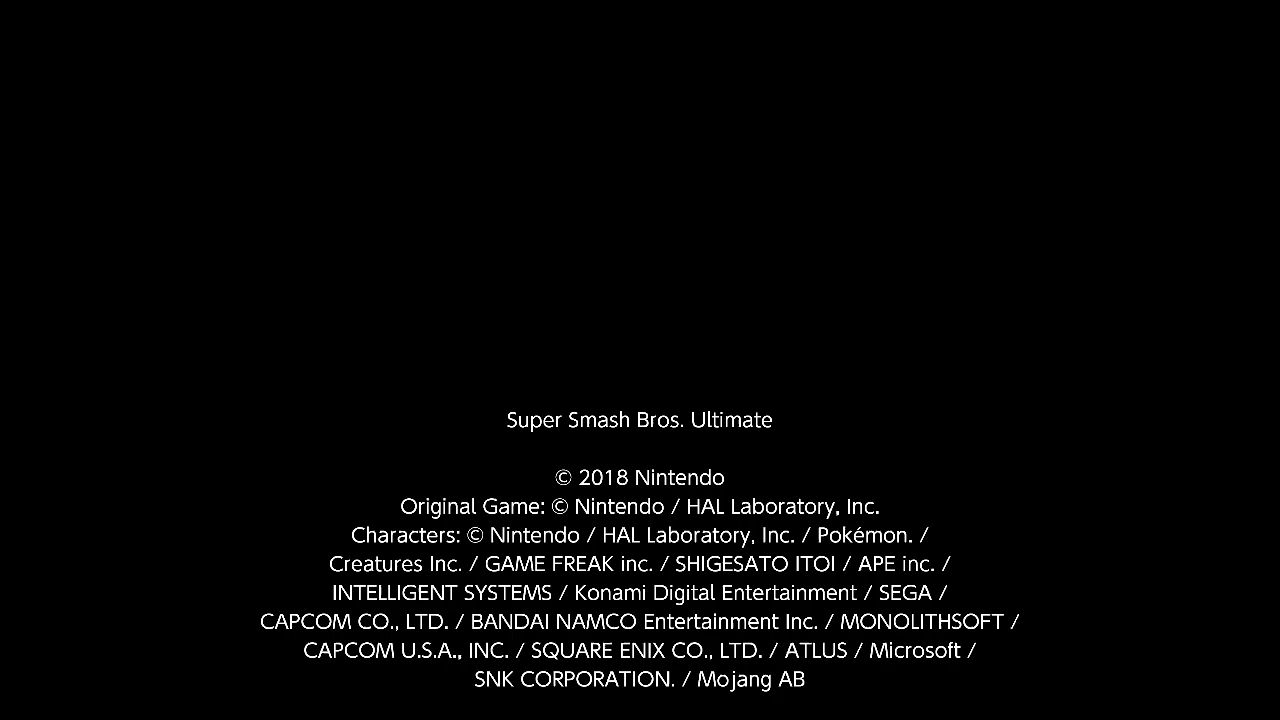 Super Smash Bros. Ultimate
© 2018 Nintendo
Original Game: © Nintendo / HAL Laboratory, Inc.
Characters: © Nintendo / HAL Laboratory, Inc. / Pokémon. /
Creatures Inc. / GAME FREAK inc. / SHIGESATO ITOI / APE inc. /
INTELLIGENT SYSTEMS / Konami Digital Entertainment / SEGA /
CAPCOM CO., LTD. / BANDAI NAMCO Entertainment Inc. / MONOLITHSOFT /
CAPCOM U.S.A., INC. / SQUARE ENIX CO., LTD. / ATLUS / Microsoft /
SNK CORPORATION. / Mojang AB